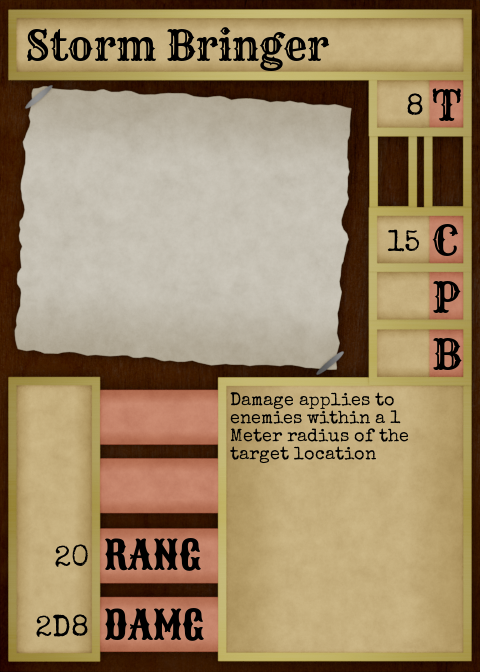 Storm Bringer
8 T
15 C
P
B
Damage applies to
enemies within a 1
Meter radius of the
target location
20 RANG
2D8 DAMG